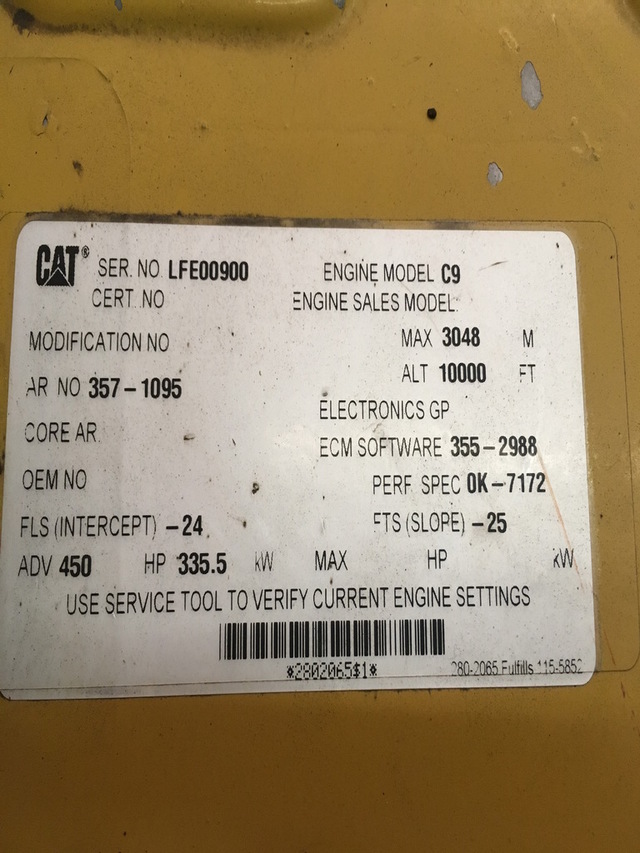 CAT® SER. NO LFE00900 ENGINE MODEL C9
CERT. NO ENGINE SALES MODEL:
MODIFICATION NO MAX 3048 M
AR NO 357-1095 ALT 10000 FT
ELECTRONICS GP
CORE AR ECM SOFTWARE 355-2988
OEM NO PERF SPEC 0K-7172
FLS (INTERCEPT) -24 FTS (SLOPE) -25
ADV 450 HP 335.5 kW MAX HP kW
USE SERVICE TOOL TO VERIFY CURRENT ENGINE SETTINGS
*2802065$1* 280-2065 Fulfills 115-5852